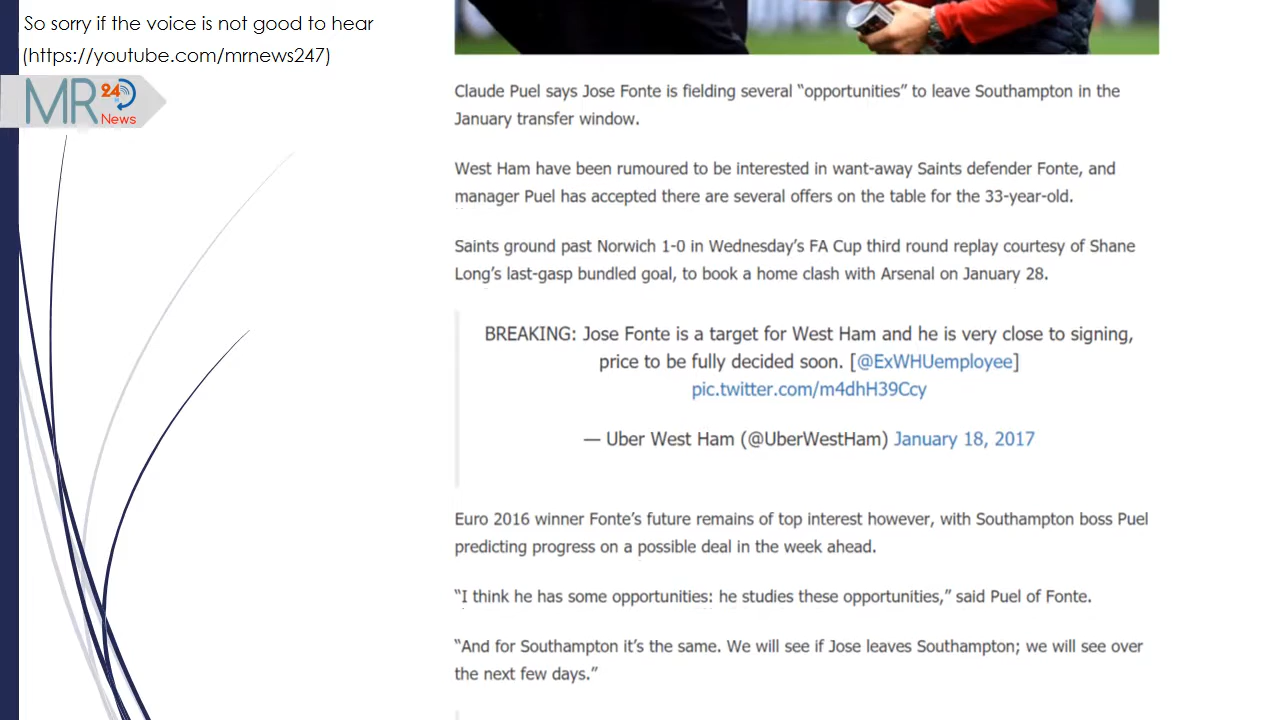 So sorry if the voice is not good to hear
(https://youtube.com/mrnews247)
MR 24 News
Claude Puel says Jose Fonte is fielding several “opportunities” to leave Southampton in the
January transfer window.
West Ham have been rumoured to be interested in want-away Saints defender Fonte, and
manager Puel has accepted there are several offers on the table for the 33-year-old.
Saints ground past Norwich 1-0 in Wednesday’s FA Cup third round replay courtesy of Shane
Long’s last-gasp bundled goal, to book a home clash with Arsenal on January 28.
BREAKING: Jose Fonte is a target for West Ham and he is very close to signing,
price to be fully decided soon. [@ExWHUemployee]
pic.twitter.com/m4dhH39Ccy
— Uber West Ham (@UberWestHam) January 18, 2017
Euro 2016 winner Fonte’s future remains of top interest however, with Southampton boss Puel
predicting progress on a possible deal in the week ahead.
“I think he has some opportunities: he studies these opportunities,” said Puel of Fonte.
“And for Southampton it’s the same. We will see if Jose leaves Southampton; we will see over
the next few days.”